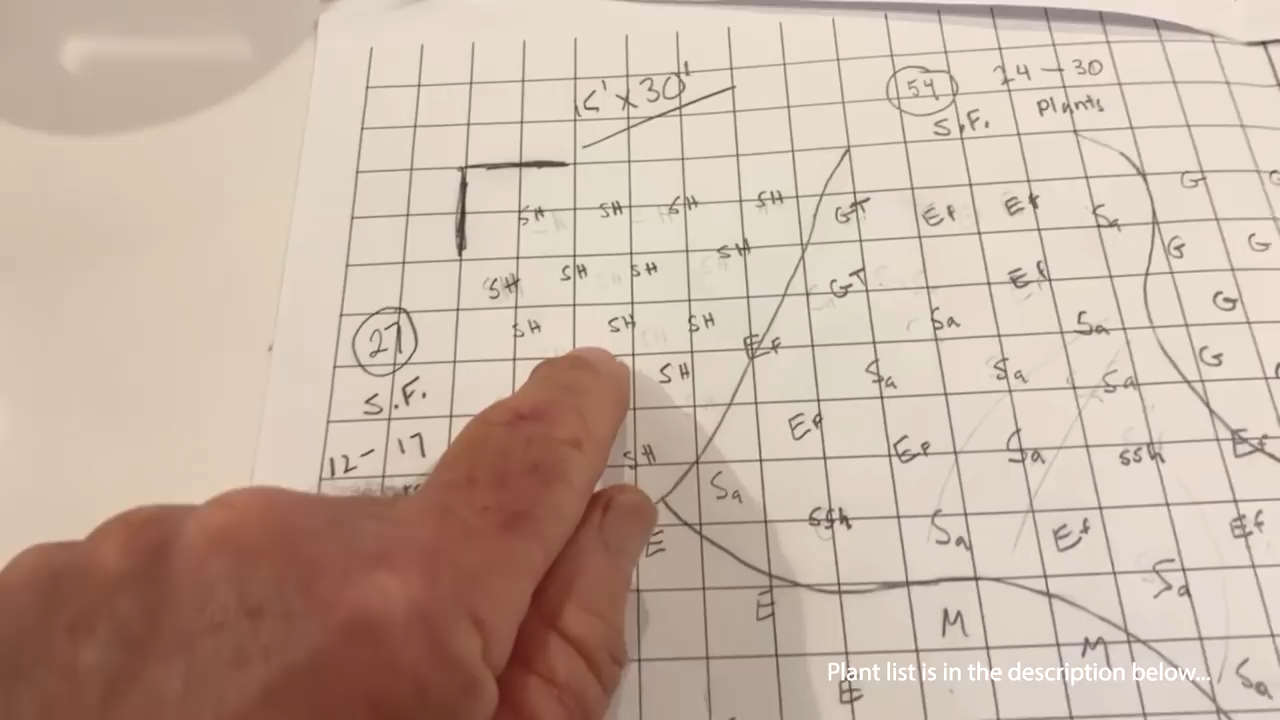 15' x 30'
54 24 - 30
S.F. Plants
G
SH SH SH SH GT Ef Ef Sa
G G
SH SH SH SH GT Ef
G
SH SH SH Sa Sa
27 Ef G
SH Sa Sa Sa
S.F.
Ef
12- 17 SH Ef Sa ssh Ef
Sa
E ssh Sa Ef Ef
E Sa
M
M
E Sa
Plant list is in the description below...